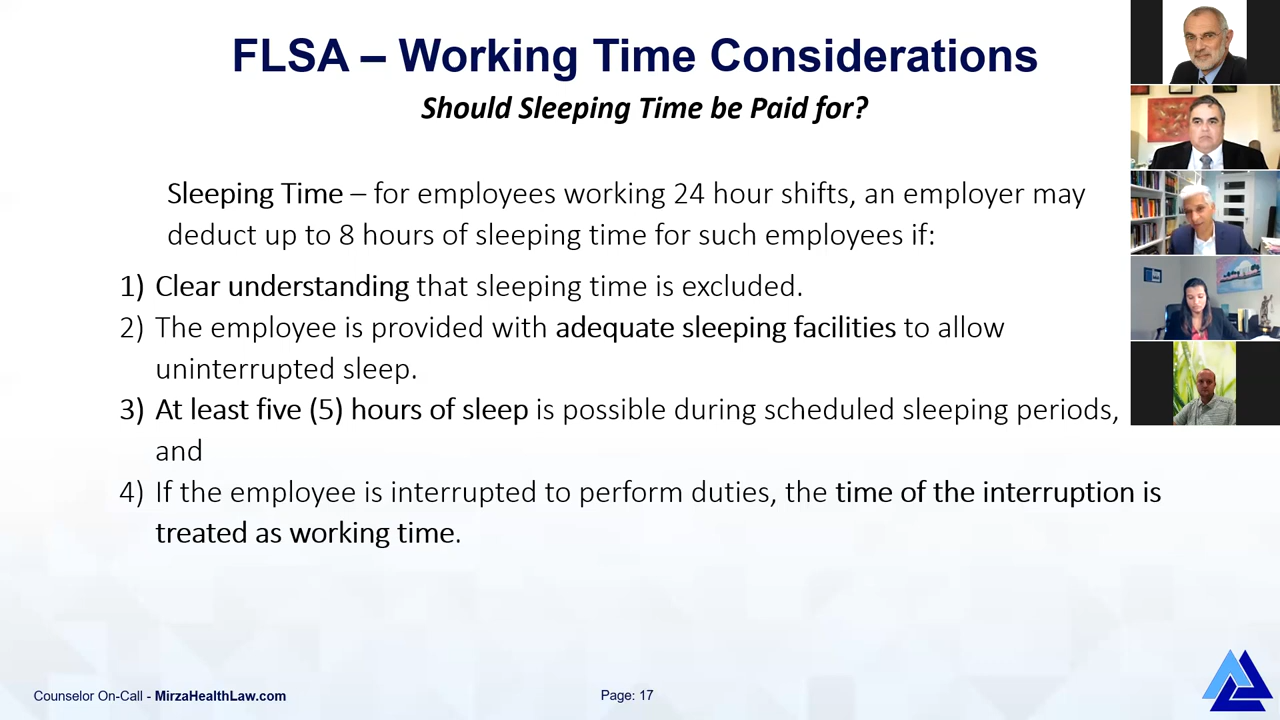 FLSA – Working Time Considerations
Should Sleeping Time be Paid for?
Sleeping Time – for employees working 24 hour shifts, an employer may
deduct up to 8 hours of sleeping time for such employees if:
1) Clear understanding that sleeping time is excluded.
2) The employee is provided with adequate sleeping facilities to allow
uninterrupted sleep.
3) At least five (5) hours of sleep is possible during scheduled sleeping periods,
and
4) If the employee is interrupted to perform duties, the time of the interruption is
treated as working time.
Counselor On-Call - MirzaHealthLaw.com
Page: 17